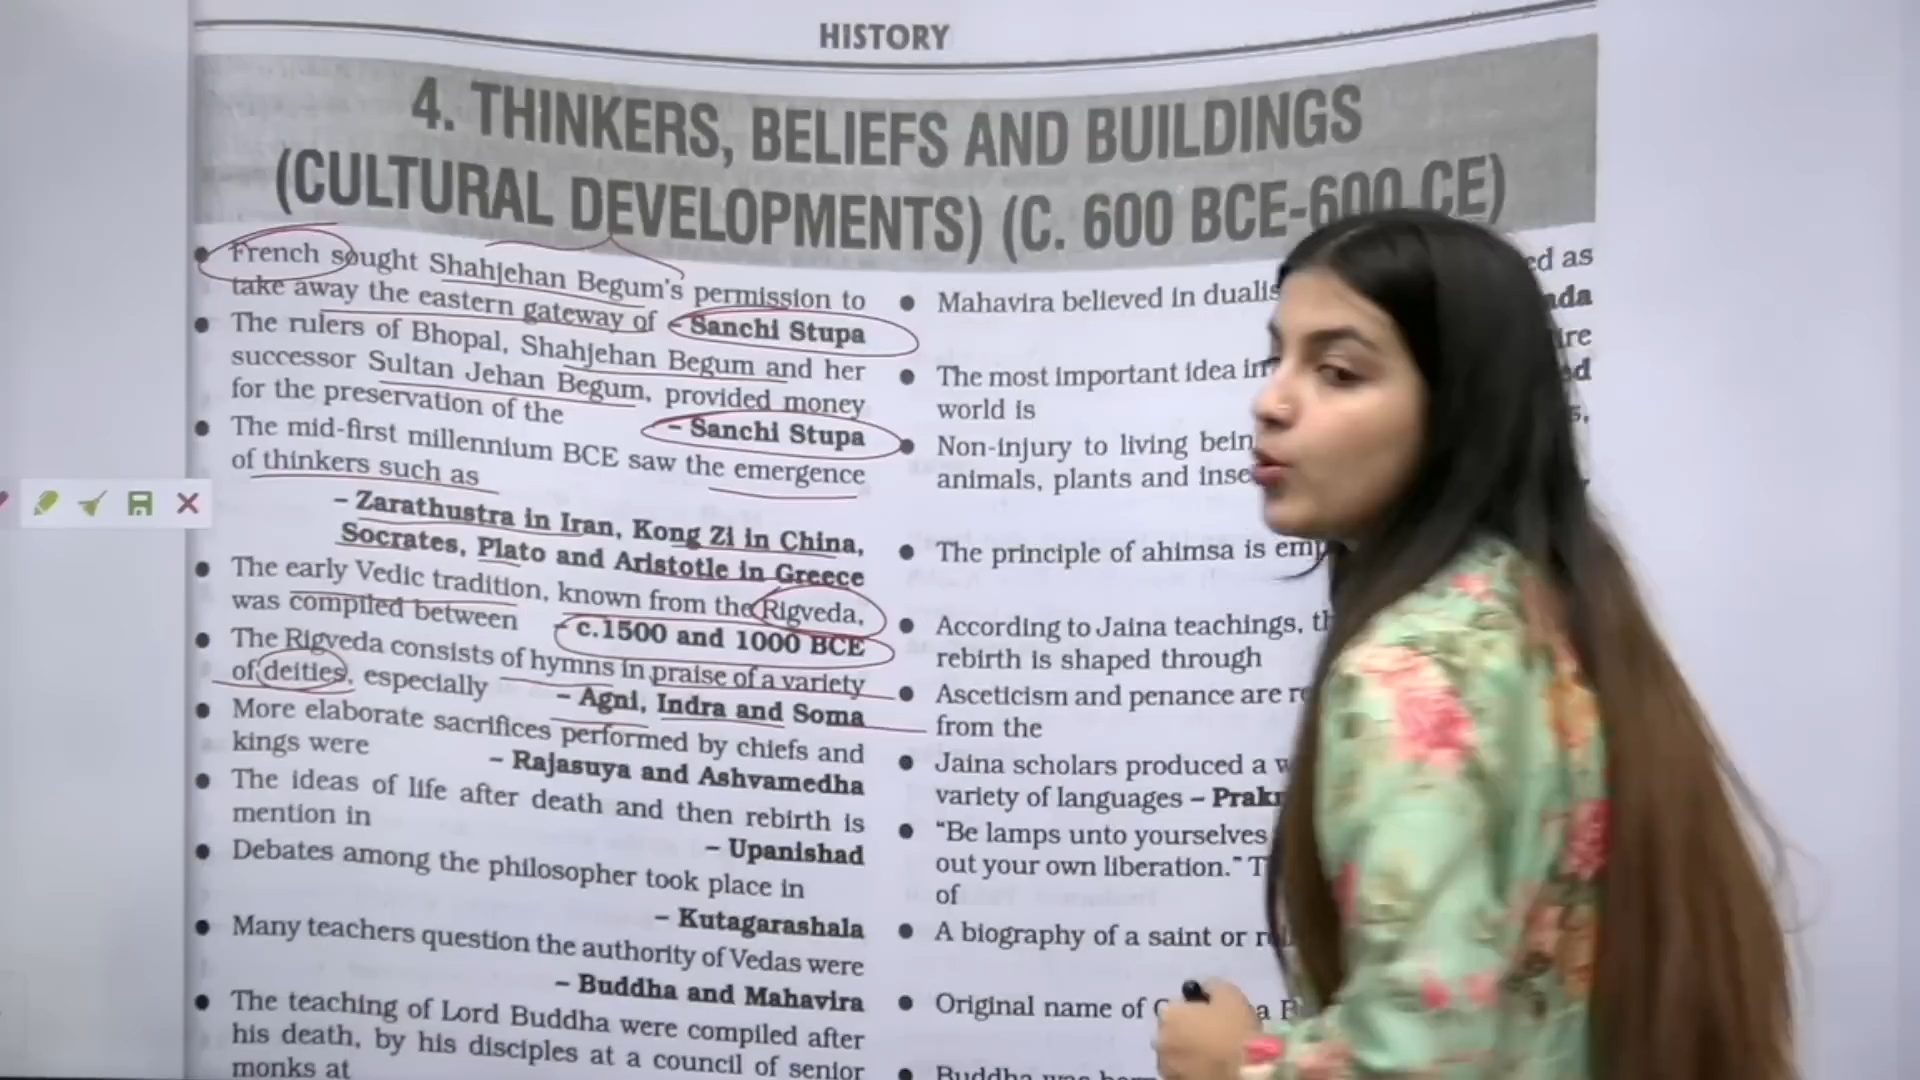 HISTORY
4. THINKERS, BELIEFS AND BUILDINGS
(CULTURAL DEVELOPMENTS) (C. 600 BCE-600 CE)
● French sought Shahjehan Begum's permission to
take away the eastern gateway of – Sanchi Stupa
● The rulers of Bhopal, Shahjehan Begum and her
successor Sultan Jehan Begum, provided money
for the preservation of the
– Sanchi Stupa
● The mid-first millennium BCE saw the emergence
of thinkers such as
– Zarathustra in Iran, Kong Zi in China,
Socrates, Plato and Aristotle in Greece
● The early Vedic tradition, known from the Rigveda,
was compiled between – c.1500 and 1000 BCE
● The Rigveda consists of hymns in praise of a variety
of deities, especially – Agni, Indra and Soma
● More elaborate sacrifices performed by chiefs and
kings were – Rajasuya and Ashvamedha
● The ideas of life after death and then rebirth is
mention in
– Upanishad
● Debates among the philosopher took place in
– Kutagarashala
● Many teachers question the authority of Vedas were
– Buddha and Mahavira
● The teaching of Lord Buddha were compiled after
his death, by his disciples at a council of senior
monks at
● Mahavira believed in
ed as
● The most important idea
world is
● Non-injury to living
animals, plants and
● The principle of ahimsa is
● According to Jaina teachings,
rebirth is shaped through
● Asceticism and penance are
from the
● Jaina scholars produced a
variety of languages –
● "Be lamps unto yourselves
out your own liberation."
of
● A biography of a saint or
● Original name of
● Buddha was